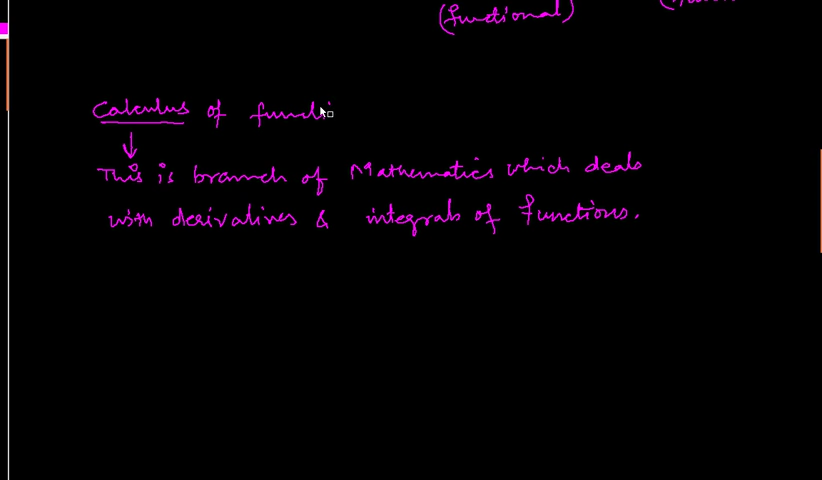 (functional)
Calculus of functi
This is branch of Mathematics which deals
with derivatives & integrals of functions.